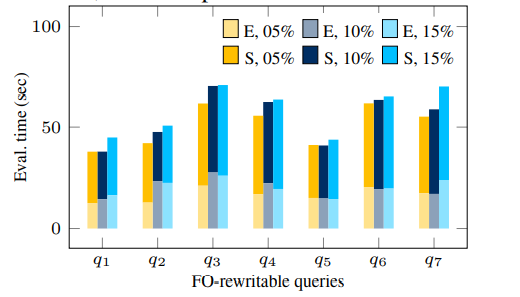 100
E, 05% E, 10% E, 15%
S, 05% S, 10% S, 15%
50
0
Eval. time (sec)
q1 q2 q3 q4 q5 q6 q7
FO-rewritable queries